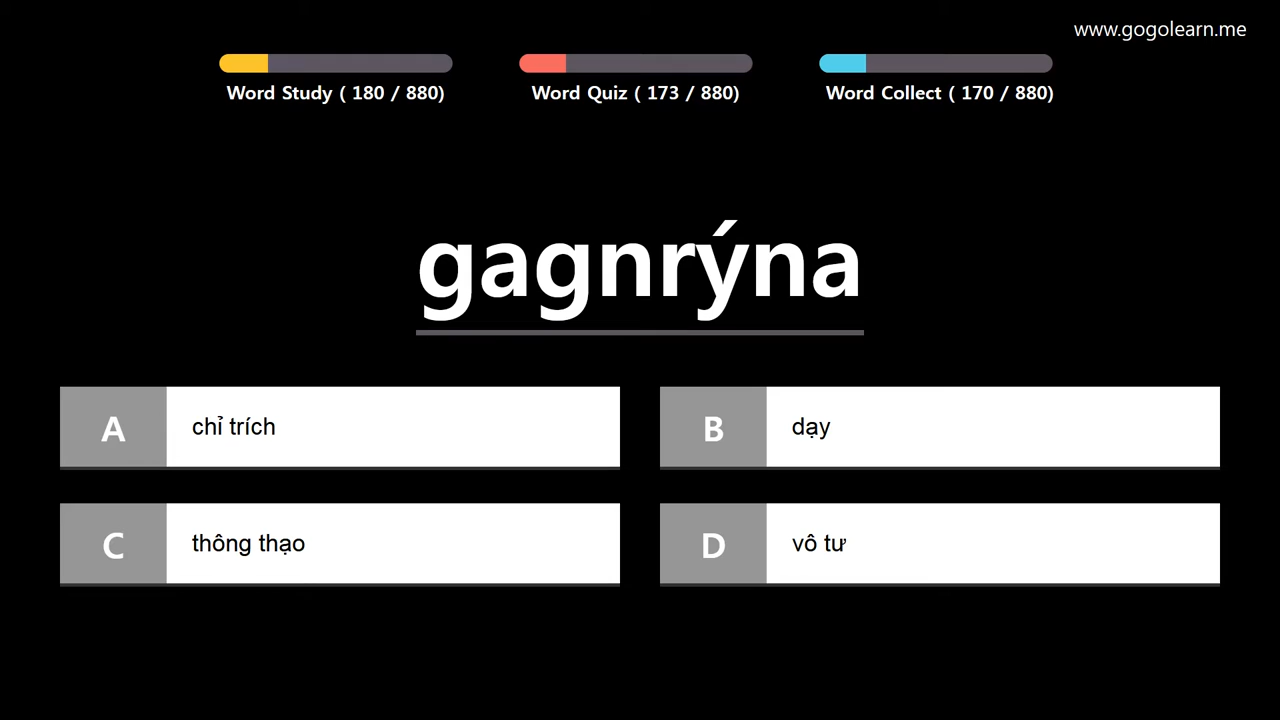 www.gogolearn.me
Word Study ( 180 / 880)
Word Quiz ( 173 / 880)
Word Collect ( 170 / 880)
gagnrýna
A
chỉ trích
B
dạy
C
thông thạo
D
vô tư